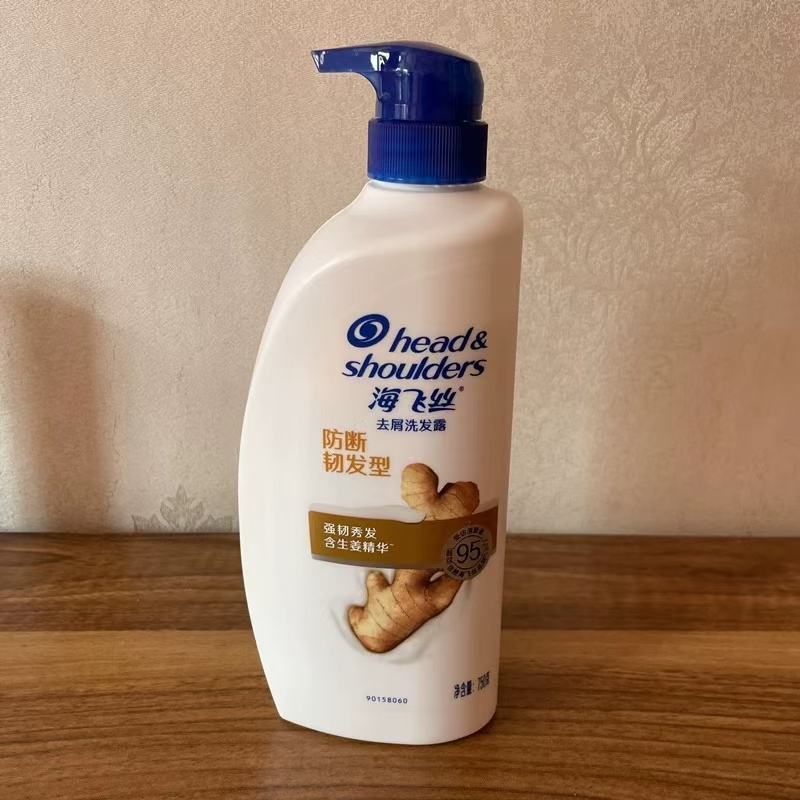 head &
shoulders
海飞丝®
去屑洗发露
防断
韧发型
强韧秀发
含生姜精华
95
净含量：750
90158060